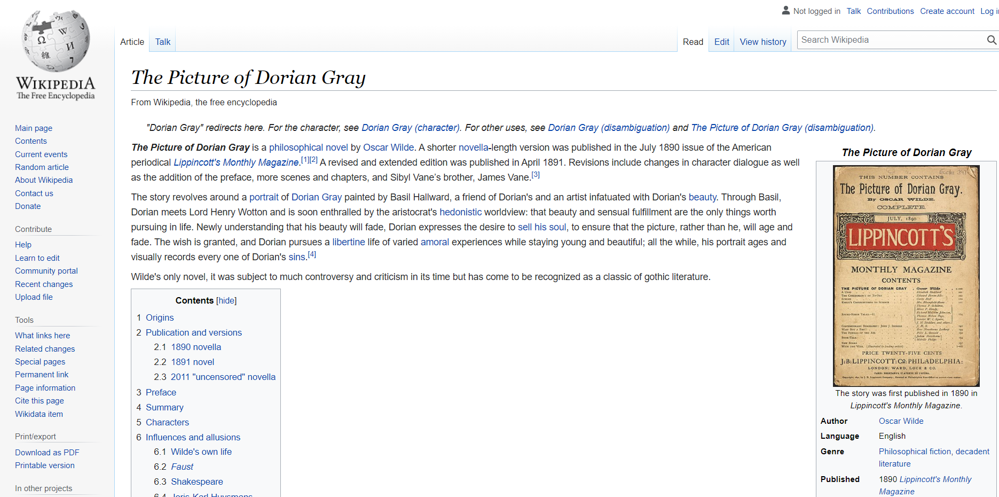 Not logged in Talk Contributions Create account Log i
Article Talk
Read Edit View history
Search Wikipedia
WIKIPEDIA
The Free Encyclopedia
Main page
Contents
Current events
Random article
About Wikipedia
Contact us
Donate
Contribute
Help
Learn to edit
Community portal
Recent changes
Upload file
Tools
What links here
Related changes
Special pages
Permanent link
Page information
Cite this page
Wikidata item
Print/export
Download as PDF
Printable version
In other projects
The Picture of Dorian Gray
From Wikipedia, the free encyclopedia
"Dorian Gray" redirects here. For the character, see Dorian Gray (character). For other uses, see Dorian Gray (disambiguation) and The Picture of Dorian Gray (disambiguation).
The Picture of Dorian Gray is a philosophical novel by Oscar Wilde. A shorter novella-length version was published in the July 1890 issue of the American
periodical Lippincott's Monthly Magazine.[1][2] A revised and extended edition was published in April 1891. Revisions include changes in character dialogue as well
as the addition of the preface, more scenes and chapters, and Sibyl Vane’s brother, James Vane.[3]
The story revolves around a portrait of Dorian Gray painted by Basil Hallward, a friend of Dorian's and an artist infatuated with Dorian's beauty. Through Basil,
Dorian meets Lord Henry Wotton and is soon enthralled by the aristocrat's hedonistic worldview: that beauty and sensual fulfillment are the only things worth
pursuing in life. Newly understanding that his beauty will fade, Dorian expresses the desire to sell his soul, to ensure that the picture, rather than he, will age and
fade. The wish is granted, and Dorian pursues a libertine life of varied amoral experiences while staying young and beautiful; all the while, his portrait ages and
visually records every one of Dorian's sins.[4]
Wilde's only novel, it was subject to much controversy and criticism in its time but has come to be recognized as a classic of gothic literature.
Contents [hide]
1 Origins
2 Publication and versions
2.1 1890 novella
2.2 1891 novel
2.3 2011 "uncensored" novella
3 Preface
4 Summary
5 Characters
6 Influences and allusions
6.1 Wilde's own life
6.2 Faust
6.3 Shakespeare
6.4 Joris-Karl Huysmans
The Picture of Dorian Gray
THIS NUMBER CONTAINS
The Picture of Dorian Gray.
By OSCAR WILDE.
COMPLETE.
JULY, 1890
LIPPINCOTT'S
MONTHLY MAGAZINE
CONTENTS
THE PICTURE OF DORIAN GRAY . Oscar Wilde . . 1-100
PRICE TWENTY-FIVE CENTS
J:B:LIPPINCOTT:Co:PHILADELPHIA:
LONDON: WARD, LOCK & CO.
The story was first published in 1890 in
Lippincott's Monthly Magazine.
Author Oscar Wilde
Language English
Genre Philosophical fiction, decadent
literature
Published 1890 Lippincott's Monthly
Magazine